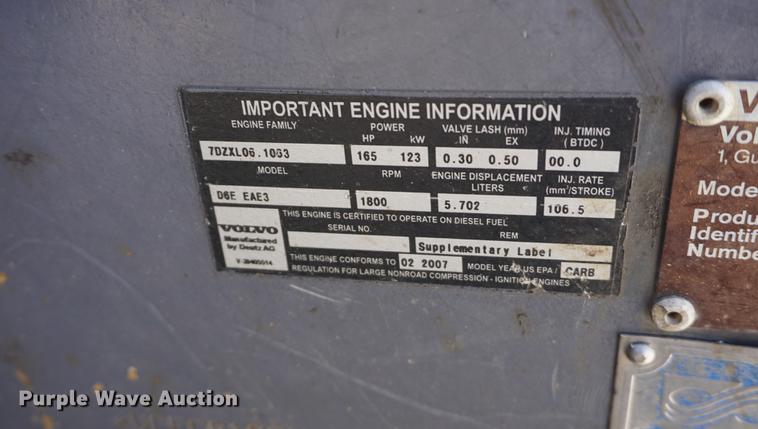 IMPORTANT ENGINE INFORMATION
ENGINE FAMILY POWER VALVE LASH (mm) INJ. TIMING
HP kW IN EX ( BTDC )
7DZXL06.1063 165 123 0.30 0.50 00.0
MODEL RPM ENGINE DISPLACEMENT INJ. RATE
LITERS (mm³/STROKE)
D6E EAE3 1800 5.702 106.5
THIS ENGINE IS CERTIFIED TO OPERATE ON DIESEL FUEL
SERIAL NO. REM
Supplementary Label
VOLVO
Manufactured
by Deutz AG
THIS ENGINE CONFORMS TO 02 2007 MODEL YEAR US EPA / CARB
REGULATION FOR LARGE NONROAD COMPRESSION - IGNITION ENGINES
V
Vol
1, Gu
Mode
Produ
Identif
Numbe
Purple Wave Auction